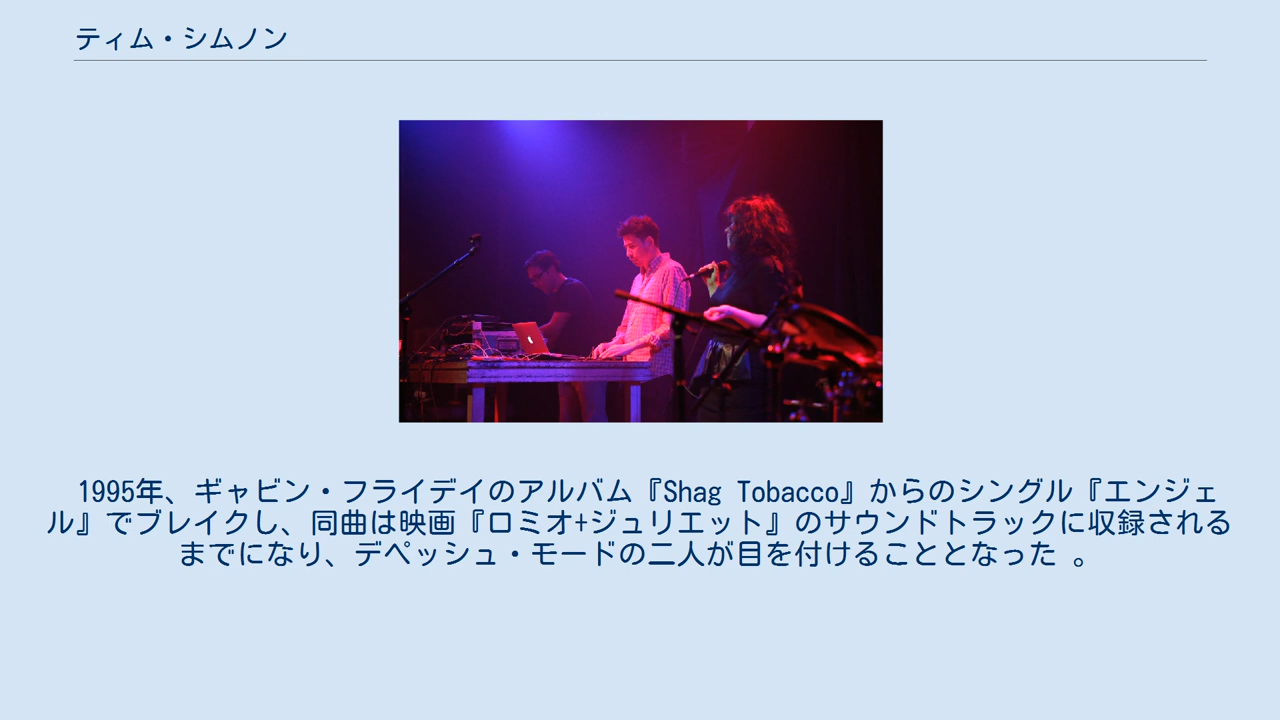 ティム・シムノン
1995年、ギャビン・フライデイのアルバム『Shag Tobacco』からのシングル『エンジェ
ル』でブレイクし、同曲は映画『ロミオ+ジュリエット』のサウンドトラックに収録される
までになり、デペッシュ・モードの二人が目を付けることとなった 。